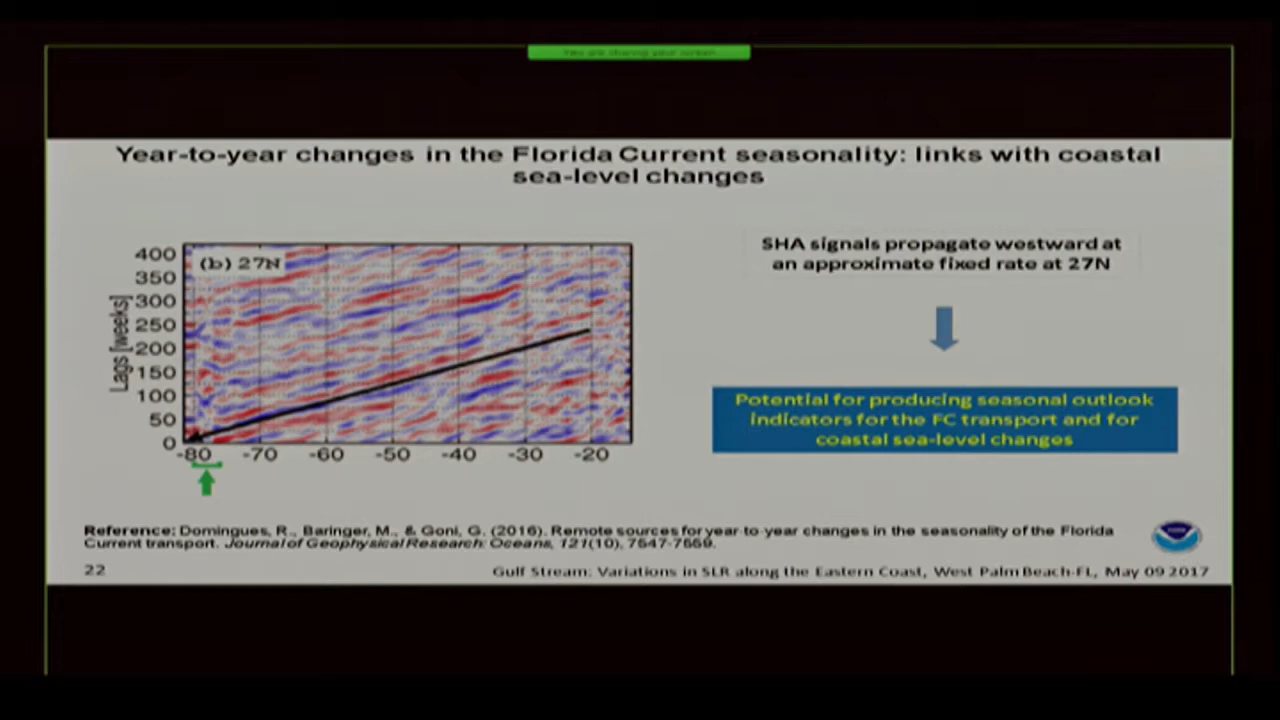 You are sharing your screen
Year-to-year changes in the Florida Current seasonality: links with coastal
sea-level changes
(b) 27N
Lags [weeks]
400
350
300
250
200
150
100
50
0
-80 -70 -60 -50 -40 -30 -20
SHA signals propagate westward at
an approximate fixed rate at 27N
Potential for producing seasonal outlook
indicators for the FC transport and for
coastal sea-level changes
Reference: Domingues, R., Baringer, M., & Goni, G. (2016). Remote sources for year-to-year changes in the seasonality of the Florida
Current transport. Journal of Geophysical Research: Oceans, 121(10),
22
Gulf Stream: Variations in SLR along the Eastern Coast, West Palm Beach-FL, May 09 2017